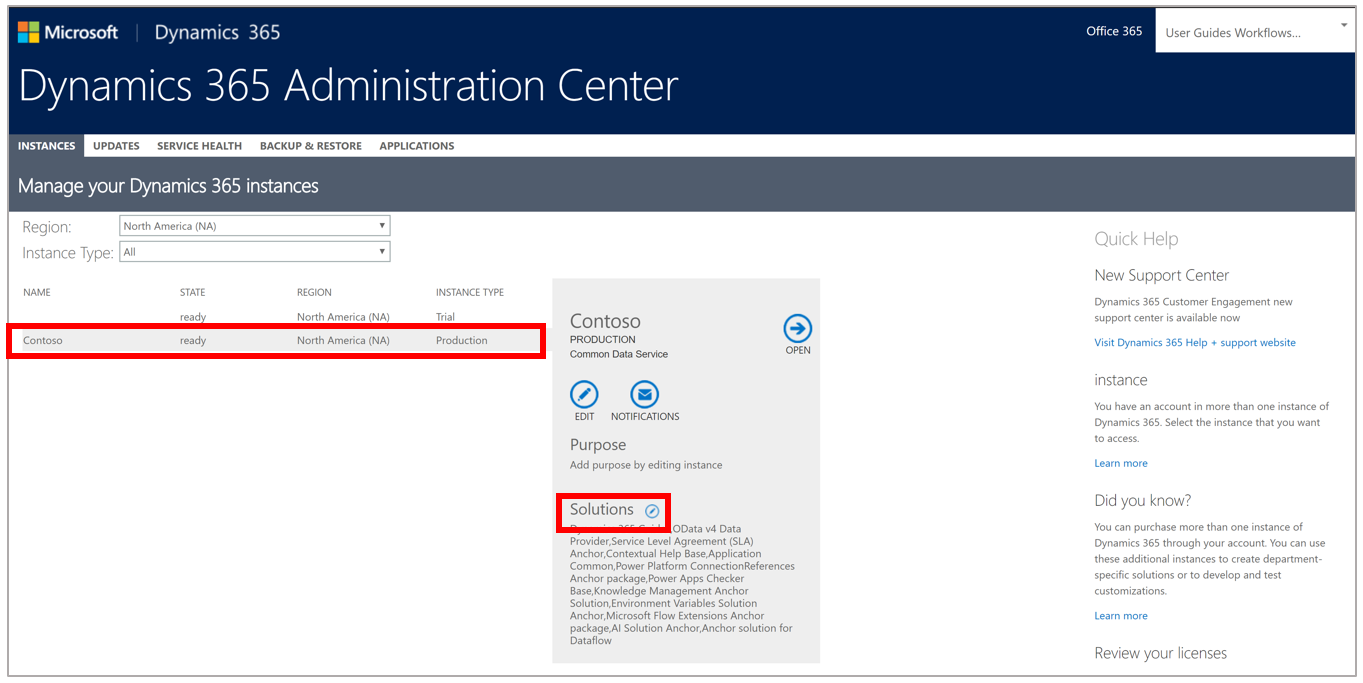 Microsoft | Dynamics 365
Office 365
User Guides Workflows...
Dynamics 365 Administration Center
INSTANCES UPDATES SERVICE HEALTH BACKUP & RESTORE APPLICATIONS
Manage your Dynamics 365 instances
Region: North America (NA)
Instance Type: All
NAME STATE REGION INSTANCE TYPE
ready North America (NA) Trial
Contoso ready North America (NA) Production
Contoso
PRODUCTION
Common Data Service
OPEN
EDIT NOTIFICATIONS
Purpose
Add purpose by editing instance
Solutions
OData v4 Data
Provider,Service Level Agreement (SLA)
Anchor,Contextual Help Base,Application
Common,Power Platform ConnectionReferences
Anchor package,Power Apps Checker
Base,Knowledge Management Anchor
Solution,Environment Variables Solution
Anchor,Microsoft Flow Extensions Anchor
package,AI Solution Anchor,Anchor solution for
Dataflow
Quick Help
New Support Center
Dynamics 365 Customer Engagement new
support center is available now
Visit Dynamics 365 Help + support website
instance
You have an account in more than one instance of
Dynamics 365. Select the instance that you want
to access.
Learn more
Did you know?
You can purchase more than one instance of
Dynamics 365 through your account. You can use
these additional instances to create department-
specific solutions or to develop and test
customizations.
Learn more
Review your licenses